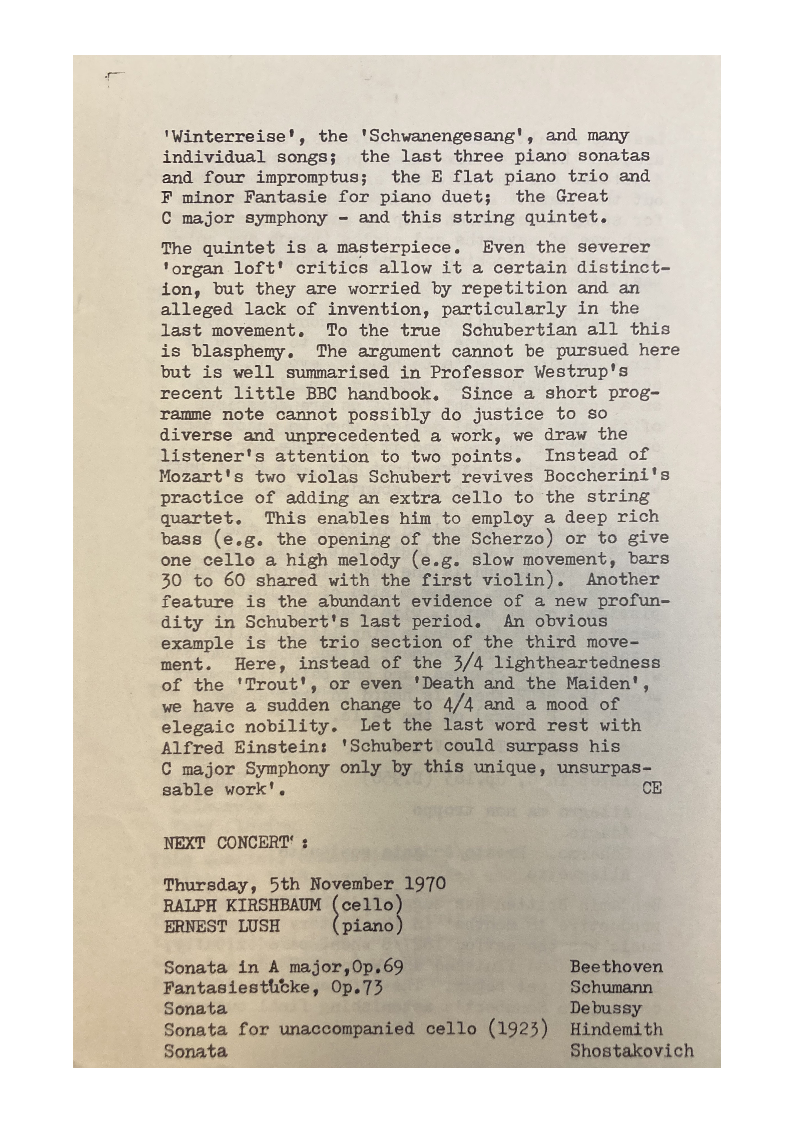 'Winterreise', the 'Schwanengesang', and many
individual songs;  the last three piano sonatas
and four impromptus;  the E flat piano trio and
F minor Fantasie for piano duet;  the Great
C major symphony - and this string quintet.
The quintet is a masterpiece.  Even the severer
'organ loft' critics allow it a certain distinct-
ion, but they are worried by repetition and an
alleged lack of invention, particularly in the
last movement.  To the true  Schubertian all this
is blasphemy.  The argument cannot be pursued here
but is well summarised in Professor Westrup's
recent little BBC handbook.  Since a short prog-
ramme note cannot possibly do justice to so
diverse and unprecedented a work, we draw the
listener's attention to two points.  Instead of
Mozart's two violas Schubert revives Boccherini's
practice of adding an extra cello to the string
quartet.  This enables him to employ a deep rich
bass (e.g. the opening of the Scherzo) or to give
one cello a high melody (e.g. slow movement, bars
30 to 60 shared with the first violin).  Another
feature is the abundant evidence of a new profun-
dity in Schubert's last period.  An obvious
example is the trio section of the third move-
ment.  Here, instead of the 3/4 lightheartedness
of the 'Trout', or even 'Death and the Maiden',
we have a sudden change to 4/4 and a mood of
elegaic nobility.  Let the last word rest with
Alfred Einstein: 'Schubert could surpass his
C major Symphony only by this unique, unsurpas-
sable work'.  CE
NEXT CONCERT' :
Thursday, 5th November 1970
RALPH KIRSHBAUM (cello)
ERNEST LUSH (piano)
Sonata in A major,Op.69  Beethoven
Fantasiestücke, Op.73  Schumann
Sonata  Debussy
Sonata for unaccompanied cello (1923)  Hindemith
Sonata  Shostakovich